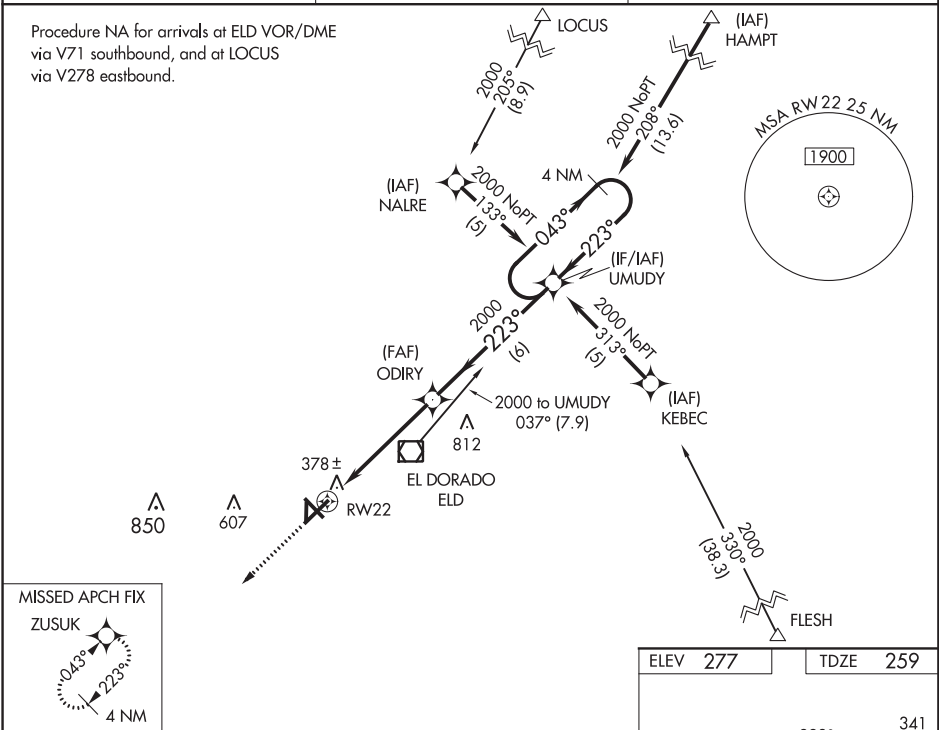 Procedure NA for arrivals at ELD VOR/DME
via V71 southbound, and at LOCUS
via V278 eastbound.
LOCUS
(IAF)
HAMPT
2000
205°
(8.9)
2000 NoPT
208°
(13.6)
MSA RW 22 25 NM
1900
(IAF)
NALRE
2000 NoPT
133°
(5)
4 NM
043°
223°
(IF/IAF)
UMUDY
2000
223°
(6)
2000 NoPT
313°
(5)
(FAF)
ODIRY
(IAF)
KEBEC
2000 to UMUDY
037° (7.9)
812
EL DORADO
ELD
378 ±
RW22
850
607
2000
330°
(38.3)
FLESH
MISSED APCH FIX
ZUSUK
043°
223°
4 NM
ELEV 277
TDZE 259
341